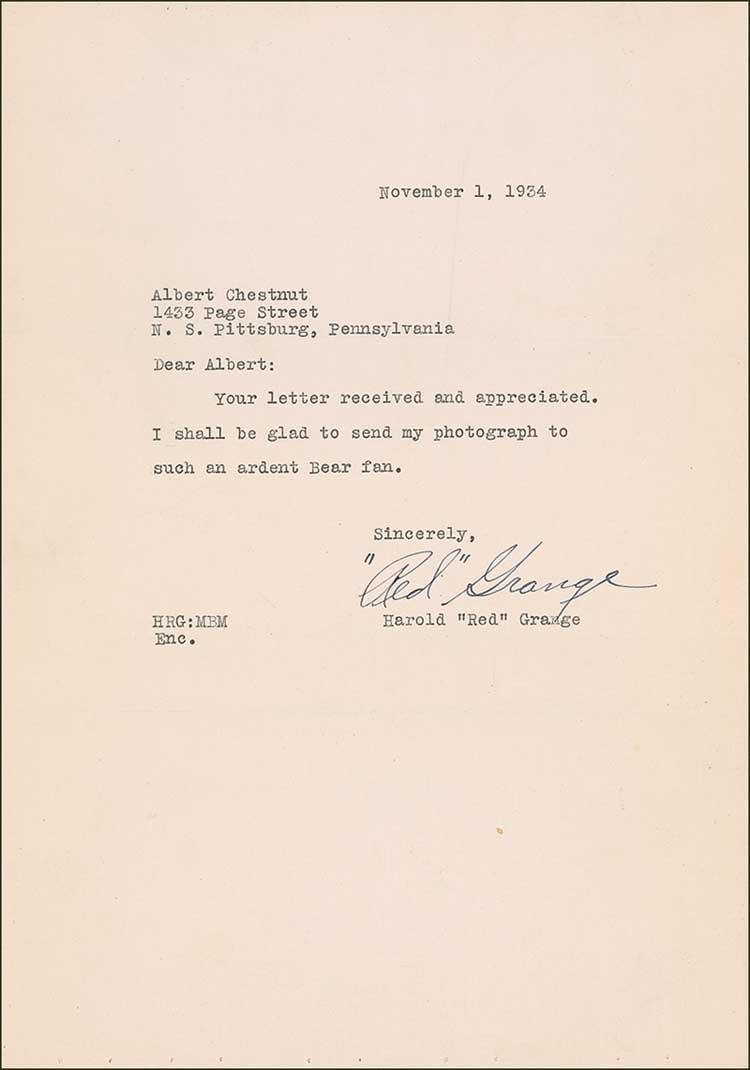 November 1, 1934
Albert Chestnut
1433 Page Street
N. S. Pittsburg, Pennsylvania
Dear Albert:
Your letter received and appreciated.
I shall be glad to send my photograph to
such an ardent Bear fan.
Sincerely,
"Red" Grange
Harold "Red" Grange
HRG:MBM
Enc.